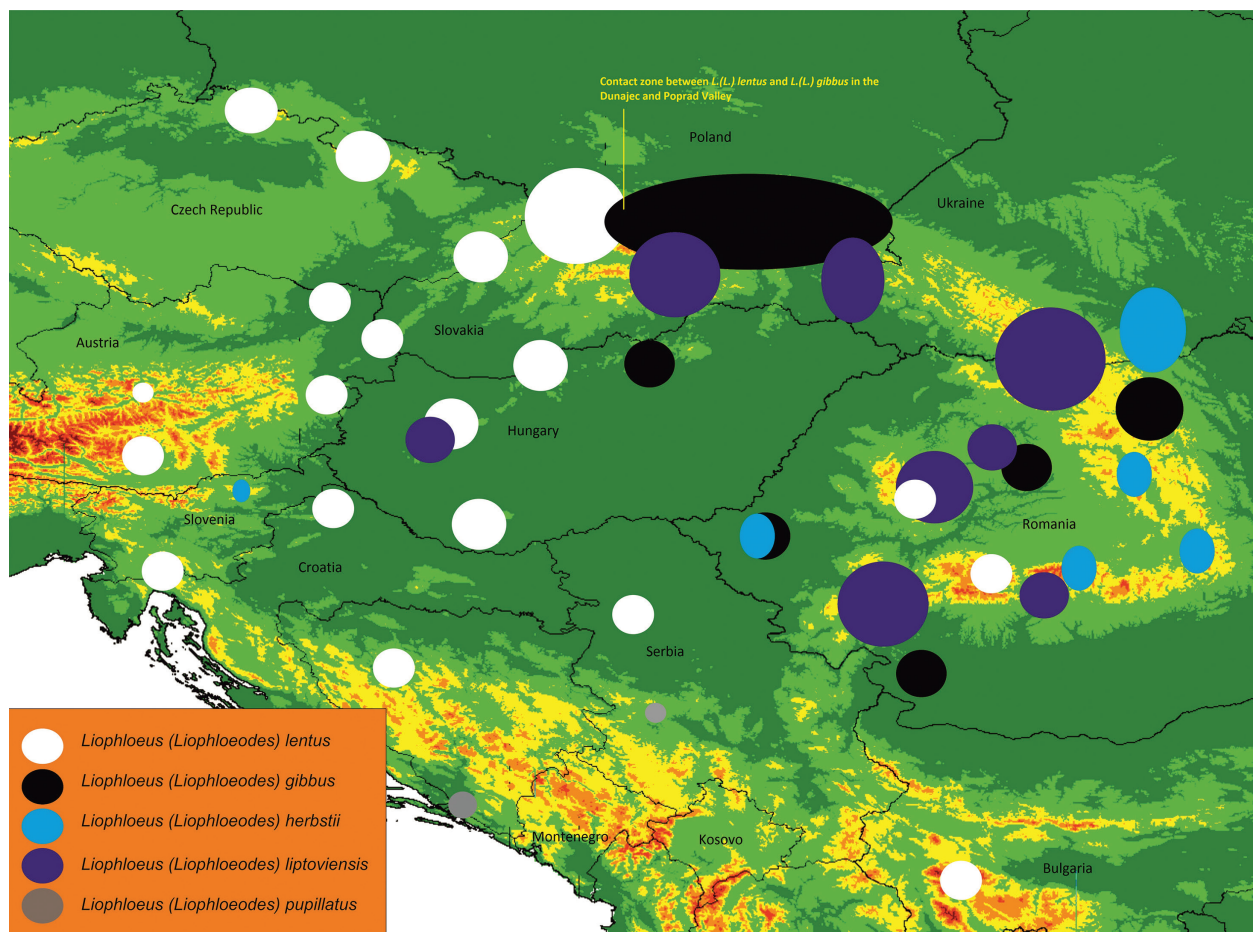 Contact zone between L.(L.) lentus and L.(L.) gibbus in the
Dunajec and Poprad Valley
Poland
Czech Republic
Ukraine
Slovakia
Austria
Hungary
Slovenia
Romania
Croatia
Serbia
Montenegro
Kosovo
Bulgaria
Liophloeus (Liophloeodes) lentus
Liophloeus (Liophloeodes) gibbus
Liophloeus (Liophloeodes) herbstii
Liophloeus (Liophloeodes) liptoviensis
Liophloeus (Liophloeodes) pupillatus